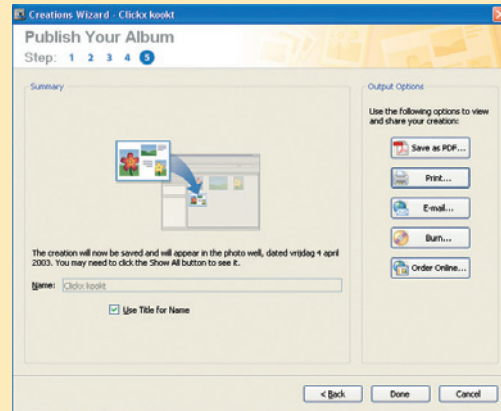 Creations Wizard - Clickx kookt
Publish Your Album
Step: 1 2 3 4 5
Summary
The creation will now be saved and will appear in the photo well, dated vrijdag 4 april
2003. You may need to click the Show All button to see it.
Name: Clickx kookt
Use Title for Name
Output Options
Use the following options to view
and share your creation:
Save as PDF...
Print...
E-mail...
Burn...
Order Online...
< Back
Done
Cancel